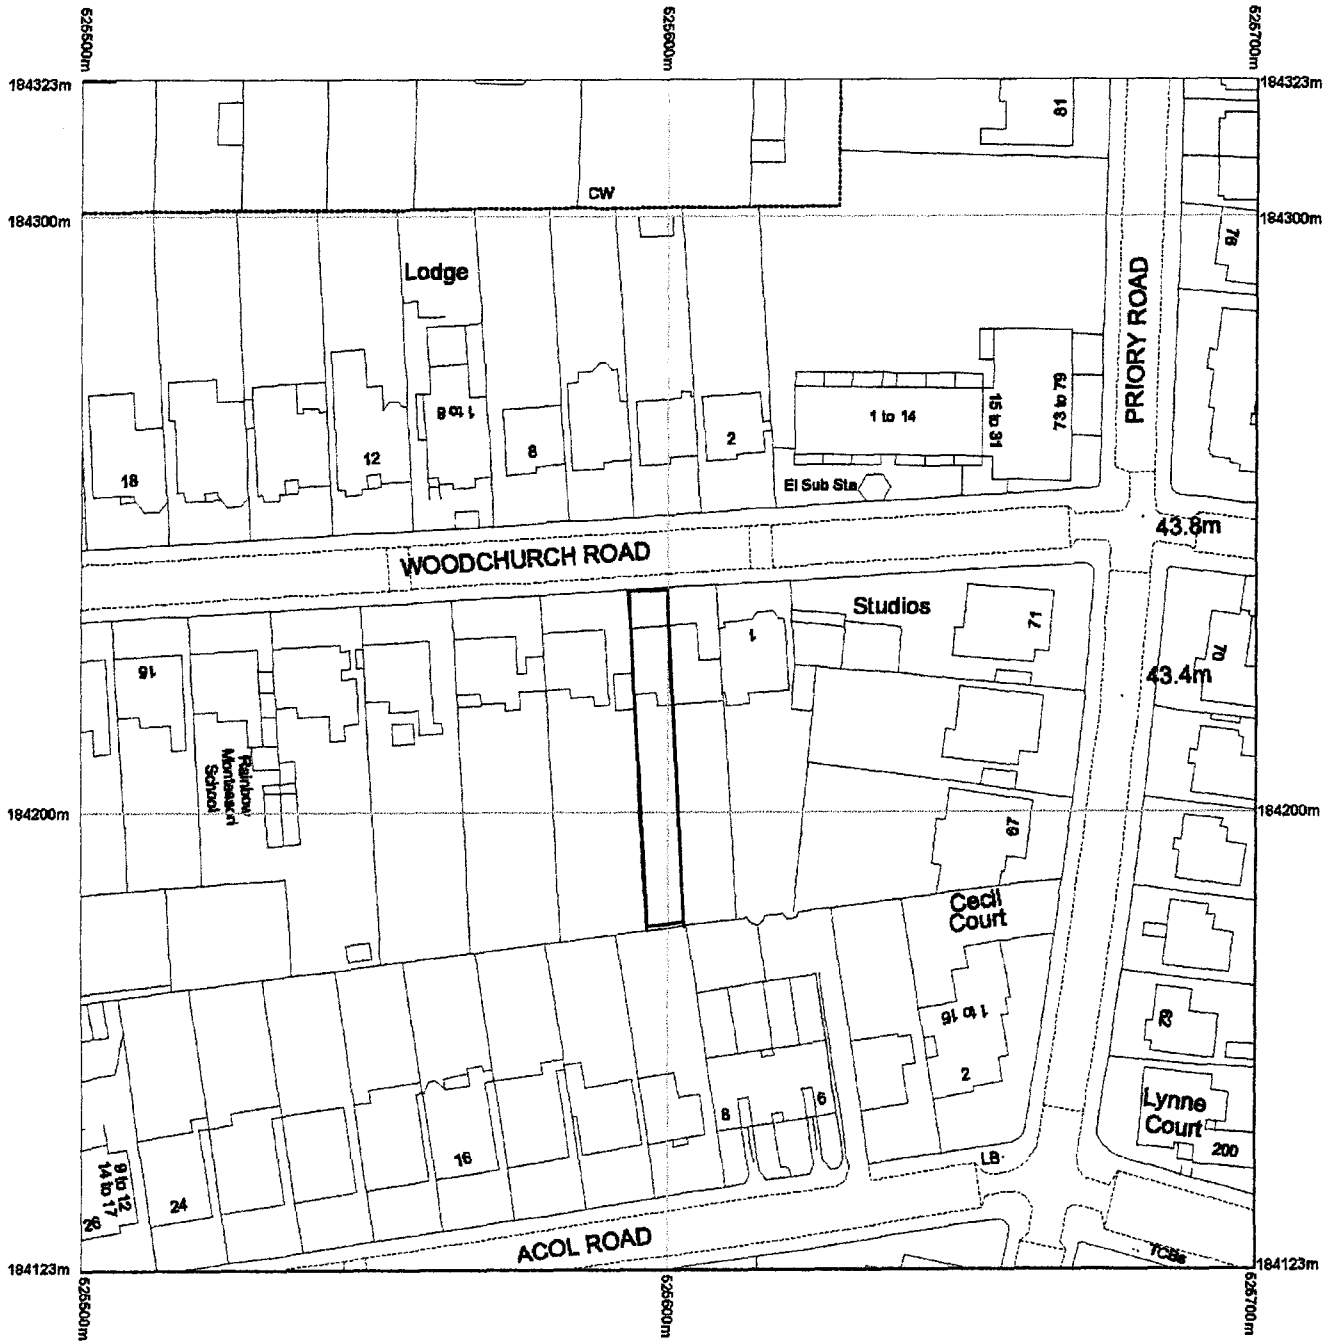 525500m
525600m
525700m
184323m
184323m
81
CW
184300m
184300m
76
Lodge
PRIORY ROAD
1 to 8
1 to 14
15 to 31
73 to 79
2
8
12
18
El Sub Sta
43.8m
WOODCHURCH ROAD
Studios
71
1
70
15
43.4m
Rainbow
Montessori
School
184200m
184200m
67
Cecil
Court
1 to 16
62
2
Lynne
Court
8
6
200
16
LB
9 to 12
14 to 17
24
26
ACOL ROAD
TCBs
184123m
184123m
525500m
525600m
525700m